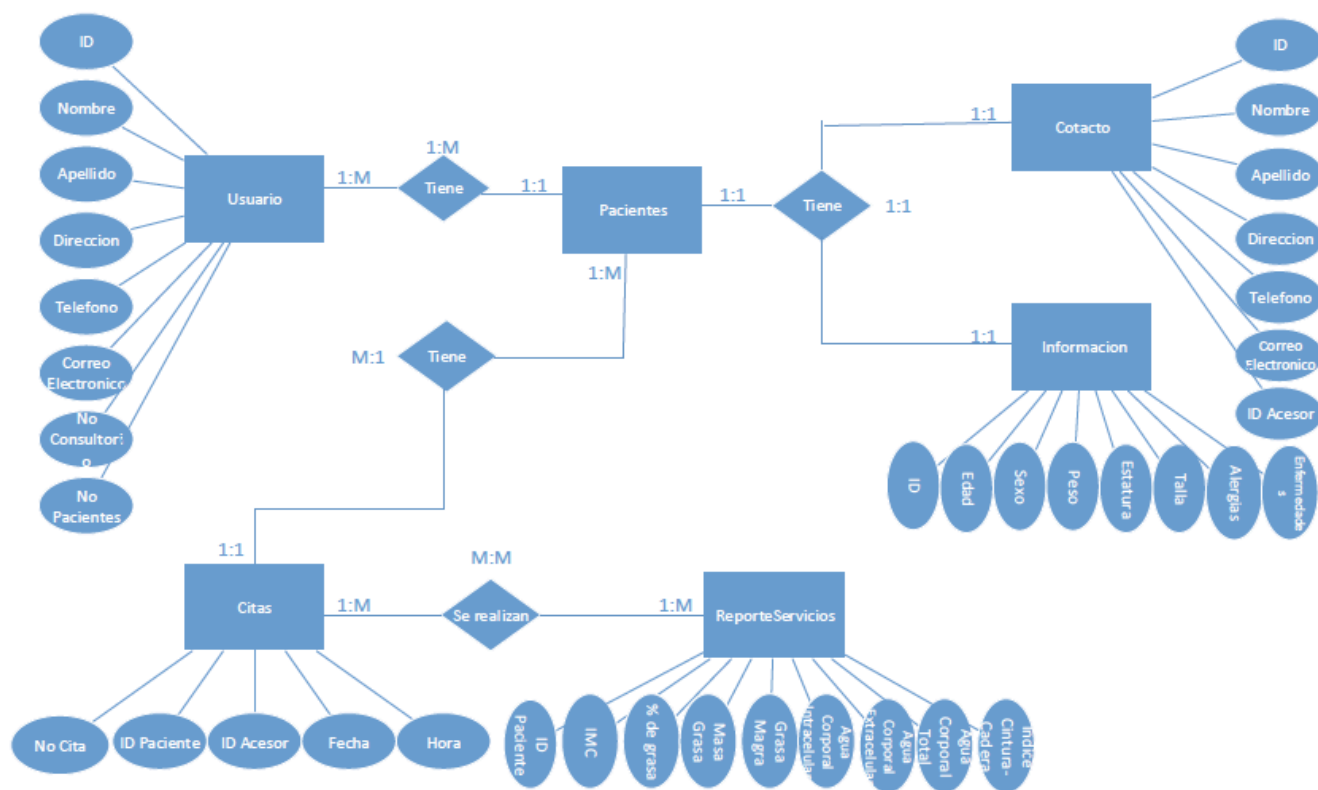 ID
Nombre
Apellido
Direccion
Telefono
Correo
Electronico
No
Consultori
o
No
Pacientes
Usuario
1:M
1:M
Tiene
1:1
Pacientes
1:1
Tiene
1:1
1:1
Cotacto
ID
Nombre
Apellido
Direccion
Telefono
Correo
Electronico
ID Acesor
1:1
Informacion
ID
Edad
Sexo
Peso
Estatura
Talla
Alergias
Enfermedade
s
1:M
M:1
Tiene
1:1
Citas
1:M
M:M
Se realizan
1:M
ReporteServicios
No Cita
ID Paciente
ID Acesor
Fecha
Hora
ID
Paciente
IMC
% de grasa
Masa
Grasa
Grasa
Magra
Agua
Corporal
Intracelular
Agua
Corporal
Extracelular
Agua
Corporal
Total
Indice
Cintura-
Cadera